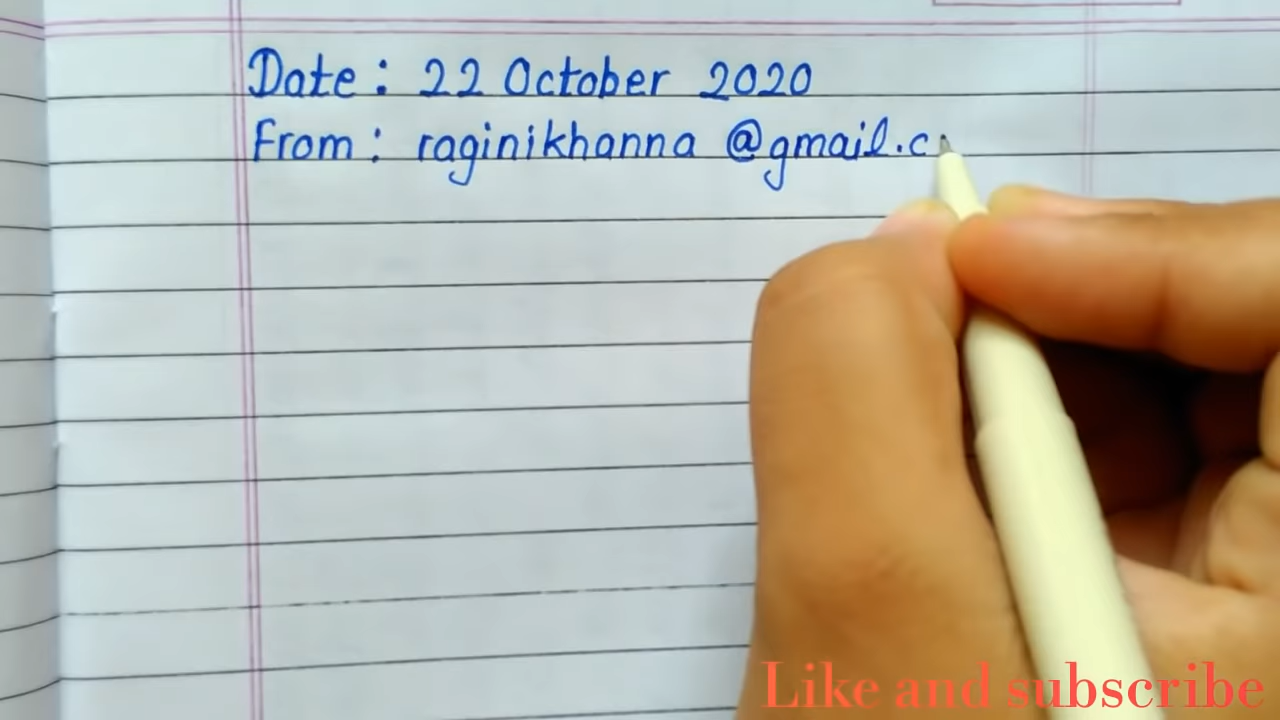 Date : 22 October 2020
From : raginikhanna @gmail.c
Like and subscribe